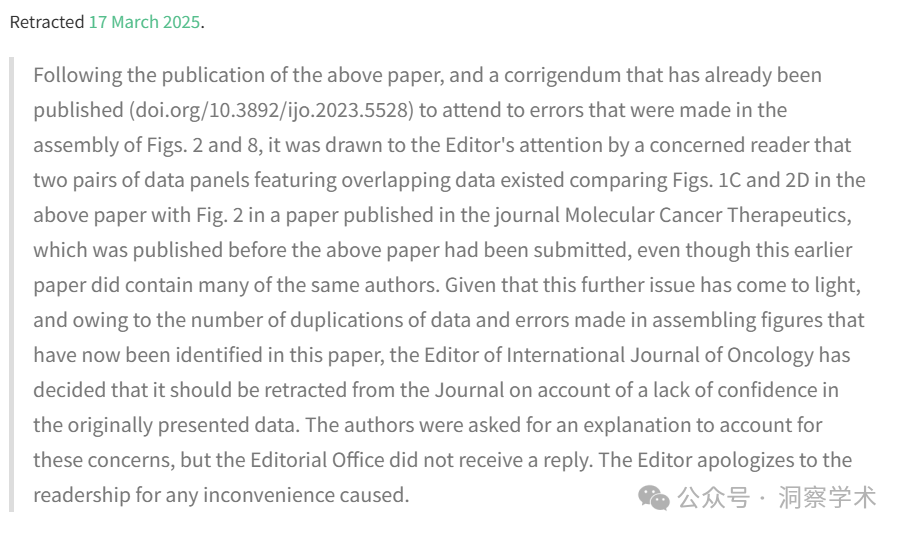 Retracted 17 March 2025.
Following the publication of the above paper, and a corrigendum that has already been
published (doi.org/10.3892/ijo.2023.5528) to attend to errors that were made in the
assembly of Figs. 2 and 8, it was drawn to the Editor's attention by a concerned reader that
two pairs of data panels featuring overlapping data existed comparing Figs. 1C and 2D in the
above paper with Fig. 2 in a paper published in the journal Molecular Cancer Therapeutics,
which was published before the above paper had been submitted, even though this earlier
paper did contain many of the same authors. Given that this further issue has come to light,
and owing to the number of duplications of data and errors made in assembling figures that
have now been identified in this paper, the Editor of International Journal of Oncology has
decided that it should be retracted from the Journal on account of a lack of confidence in
the originally presented data. The authors were asked for an explanation to account for
these concerns, but the Editorial Office did not receive a reply. The Editor apologizes to the
readership for any inconvenience caused.
公众号 · 洞察学术